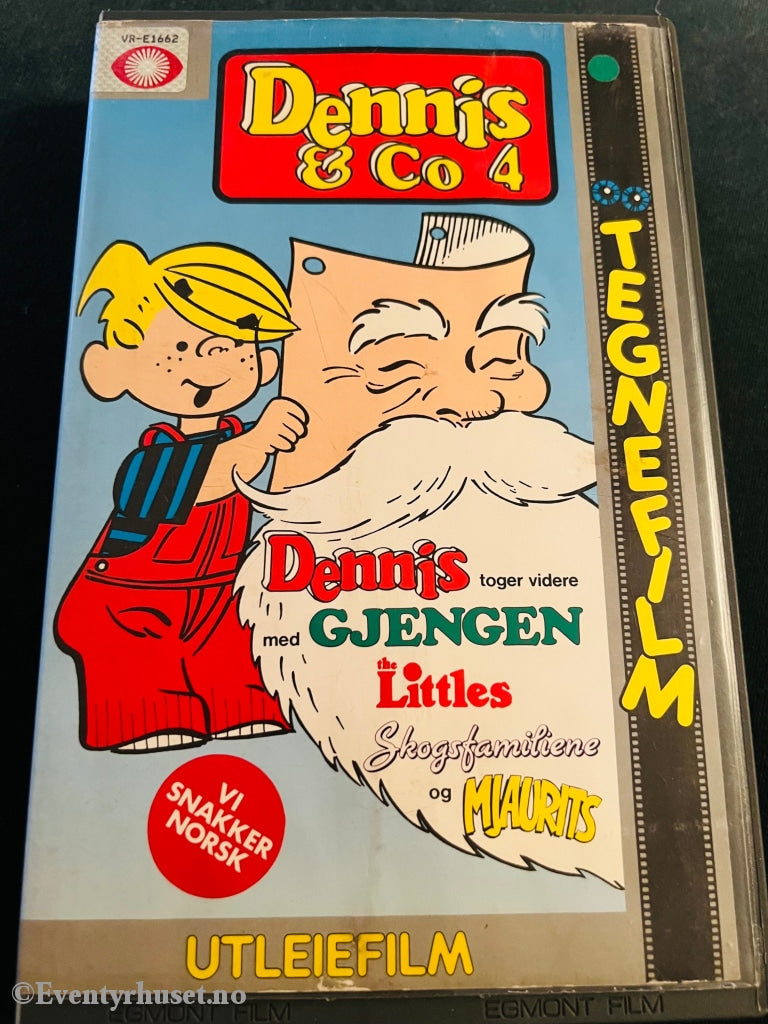 VR-E1662
Dennis
& Co 4
TEGNEFILM
Dennis toger videre
med GJENGEN
the
Littles
Skogsfamiliene
og MJAURITS
VI
SNAKKER
NORSK
UTLEIEFILM
©Eventyrhuset.no
EGMONT FILM EGMONT FILM